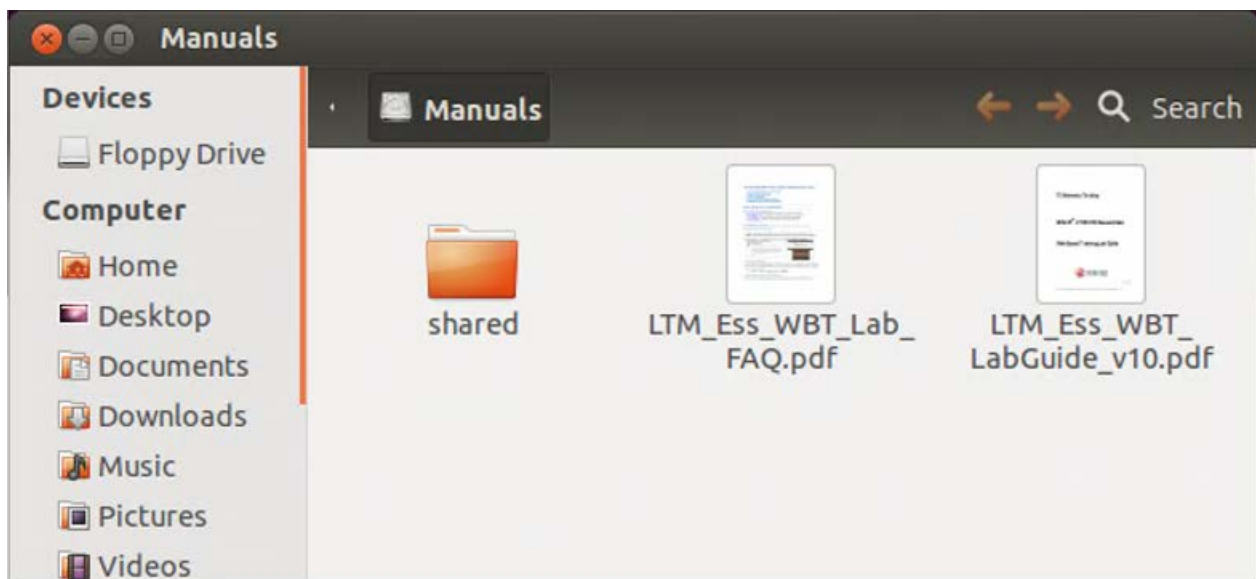 Manuals
Devices
Floppy Drive
Computer
Home
Desktop
Documents
Downloads
Music
Pictures
Videos
Manuals
Search
shared
LTM_Ess_WBT_Lab_
FAQ.pdf
LTM_Ess_WBT_
LabGuide_v10.pdf